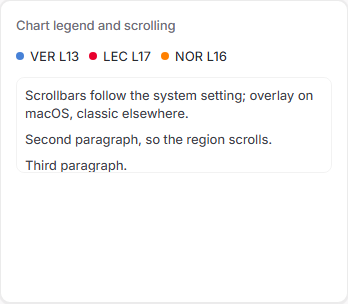 Chart legend and scrolling
VER L13 LEC L17 NOR L16
Scrollbars follow the system setting; overlay on
macOS, classic elsewhere.
Second paragraph, so the region scrolls.
Third paragraph.